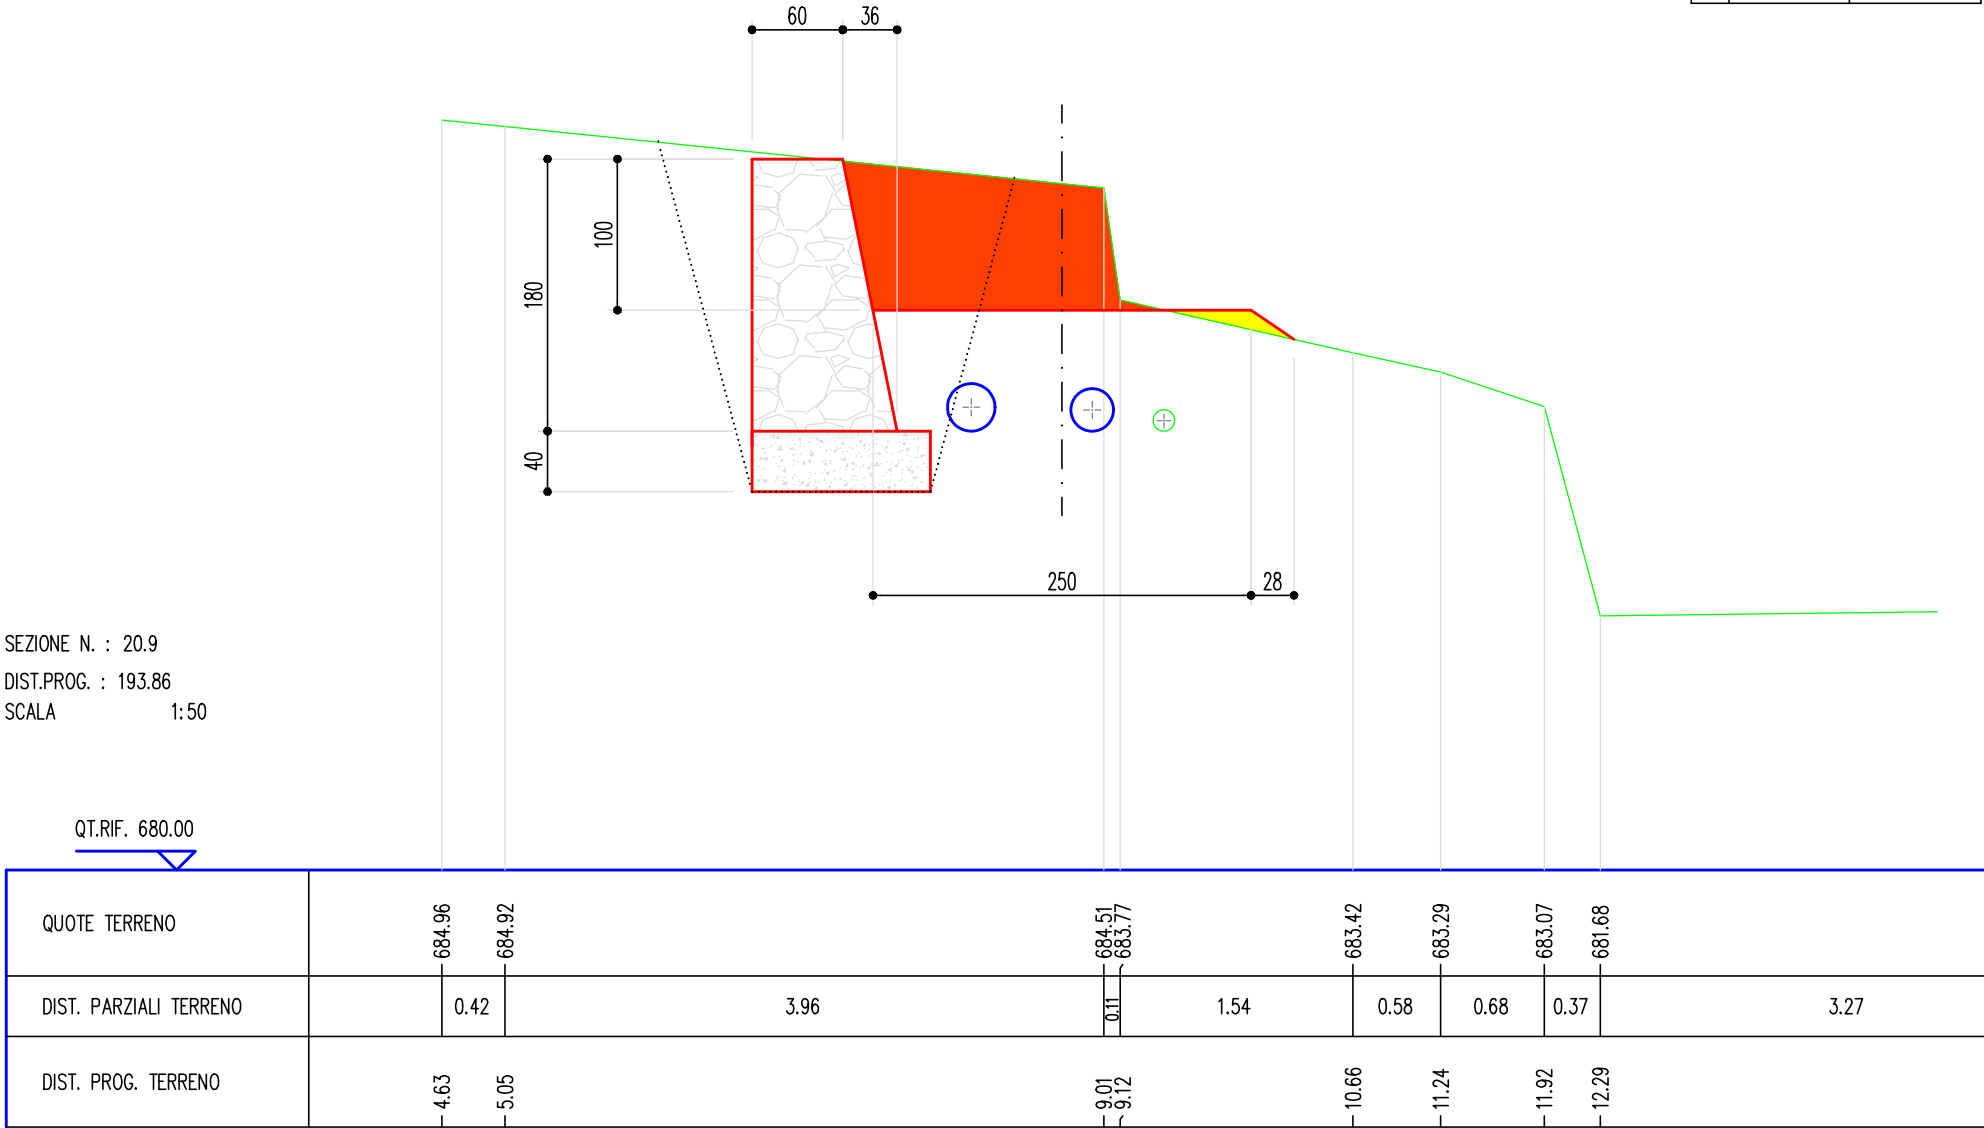 60 36
100
180
40
250 28
SEZIONE N. : 20.9
DIST.PROG. : 193.86
SCALA 1:50
QT.RIF. 680.00
QUOTE TERRENO 684.96 684.92 684.51 683.77 683.42 683.29 683.07 681.68
DIST. PARZIALI TERRENO 0.42 3.96 0.11 1.54 0.58 0.68 0.37 3.27
DIST. PROG. TERRENO 4.63 5.05 9.01 9.12 10.66 11.24 11.92 12.29